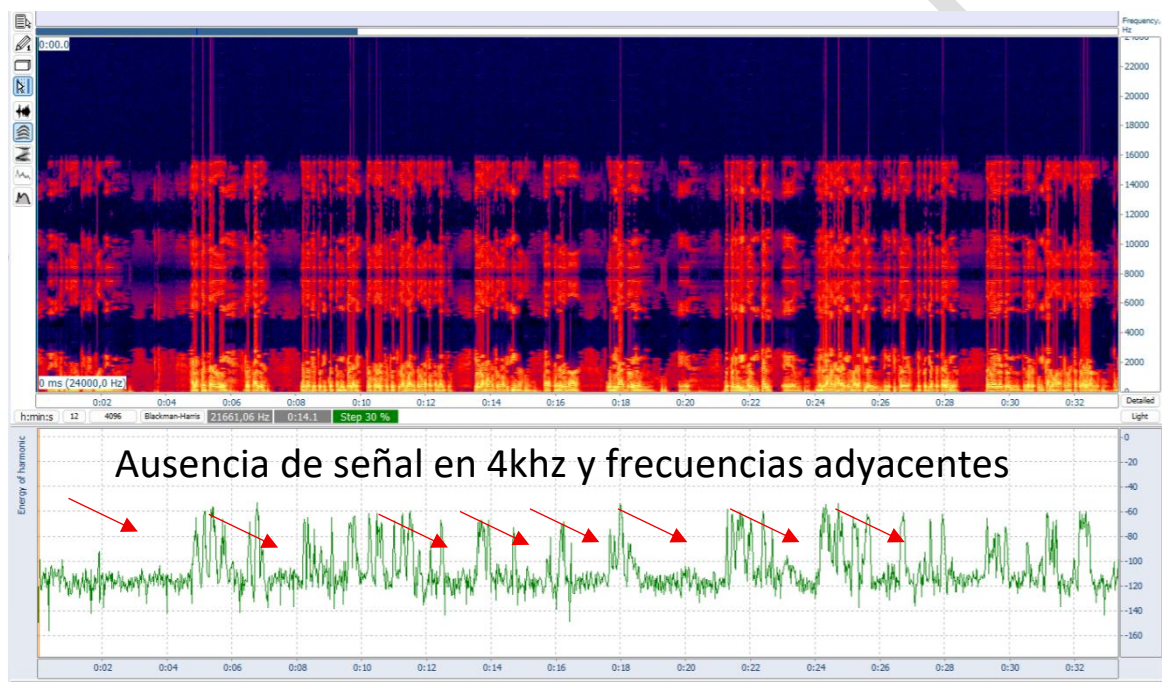 Frequency,
Hz
0:00.0
22000
20000
18000
16000
14000
12000
10000
8000
6000
4000
2000
0 ms (24000,0 Hz)
0:02 0:04 0:06 0:08 0:10 0:12 0:14 0:16 0:18 0:20 0:22 0:24 0:26 0:28 0:30 0:32
Detailed
h:min:s 12 4096 Blackman-Harris 21661,06 Hz 0:14.1 Step 30 %
Light
Energy of harmonic
Ausencia de señal en 4khz y frecuencias adyacentes
0
-20
-40
-60
-80
-100
-120
-140
-160
0:02 0:04 0:06 0:08 0:10 0:12 0:14 0:16 0:18 0:20 0:22 0:24 0:26 0:28 0:30 0:32